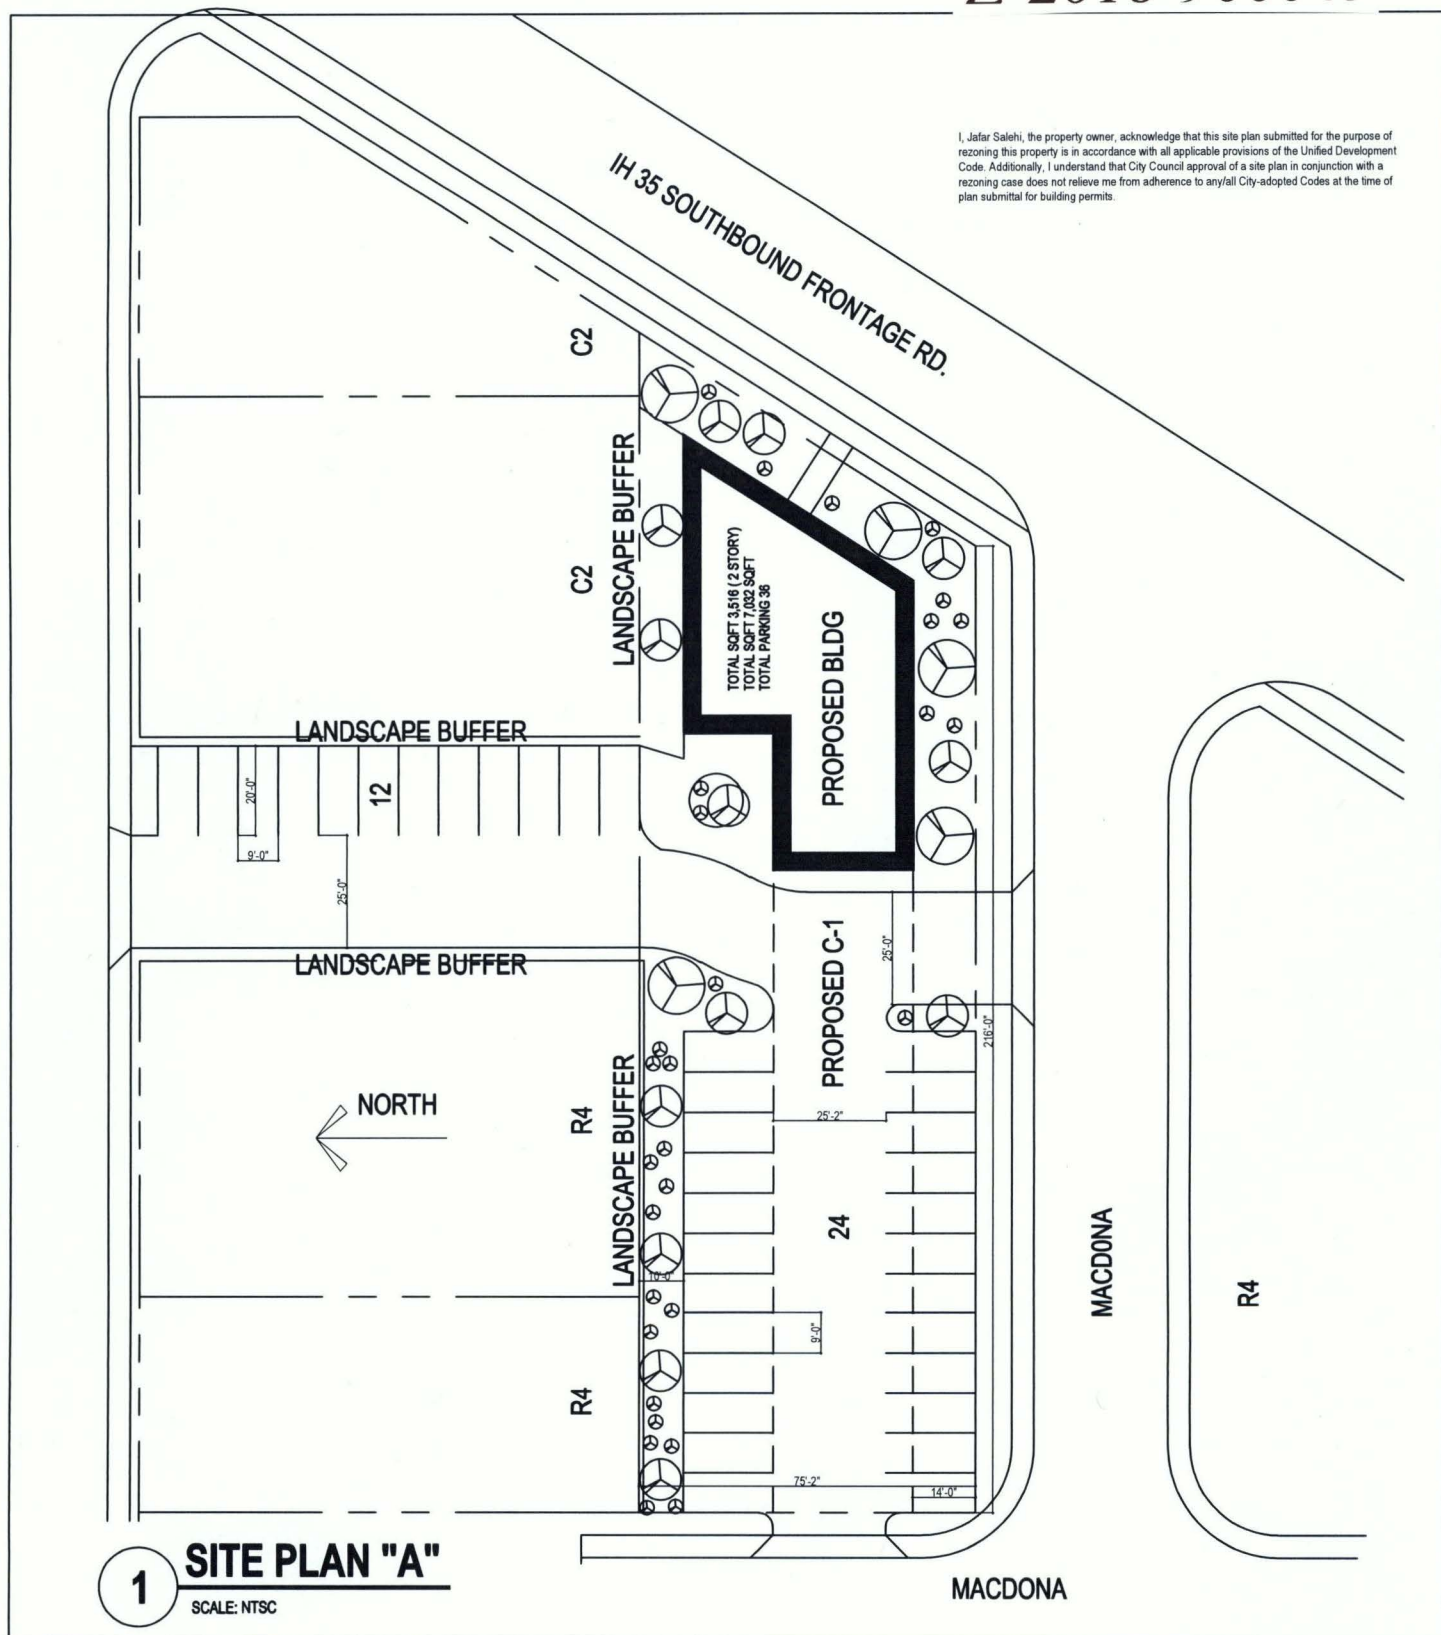 I, Jafar Salehi, the property owner, acknowledge that this site plan submitted for the purpose of
rezoning this property is in accordance with all applicable provisions of the Unified Development
Code. Additionally, I understand that City Council approval of a site plan in conjunction with a
rezoning case does not relieve me from adherence to any/all City-adopted Codes at the time of
plan submittal for building permits.
IH 35 SOUTHBOUND FRONTAGE RD.
C2
C2
LANDSCAPE BUFFER
TOTAL SQFT 3,516 ( 2 STORY)
TOTAL SQFT 7,032 SQFT
TOTAL PARKING 36
PROPOSED BLDG
LANDSCAPE BUFFER
20'-0"
12
9'-0"
25'-0"
LANDSCAPE BUFFER
PROPOSED C-1
25'-0"
216'-0"
NORTH
R4
LANDSCAPE BUFFER
25'-2"
24
10'-0"
9'-0"
MACDONA
R4
R4
75'-2"
14'-0"
1
SITE PLAN "A"
SCALE: NTSC
MACDONA